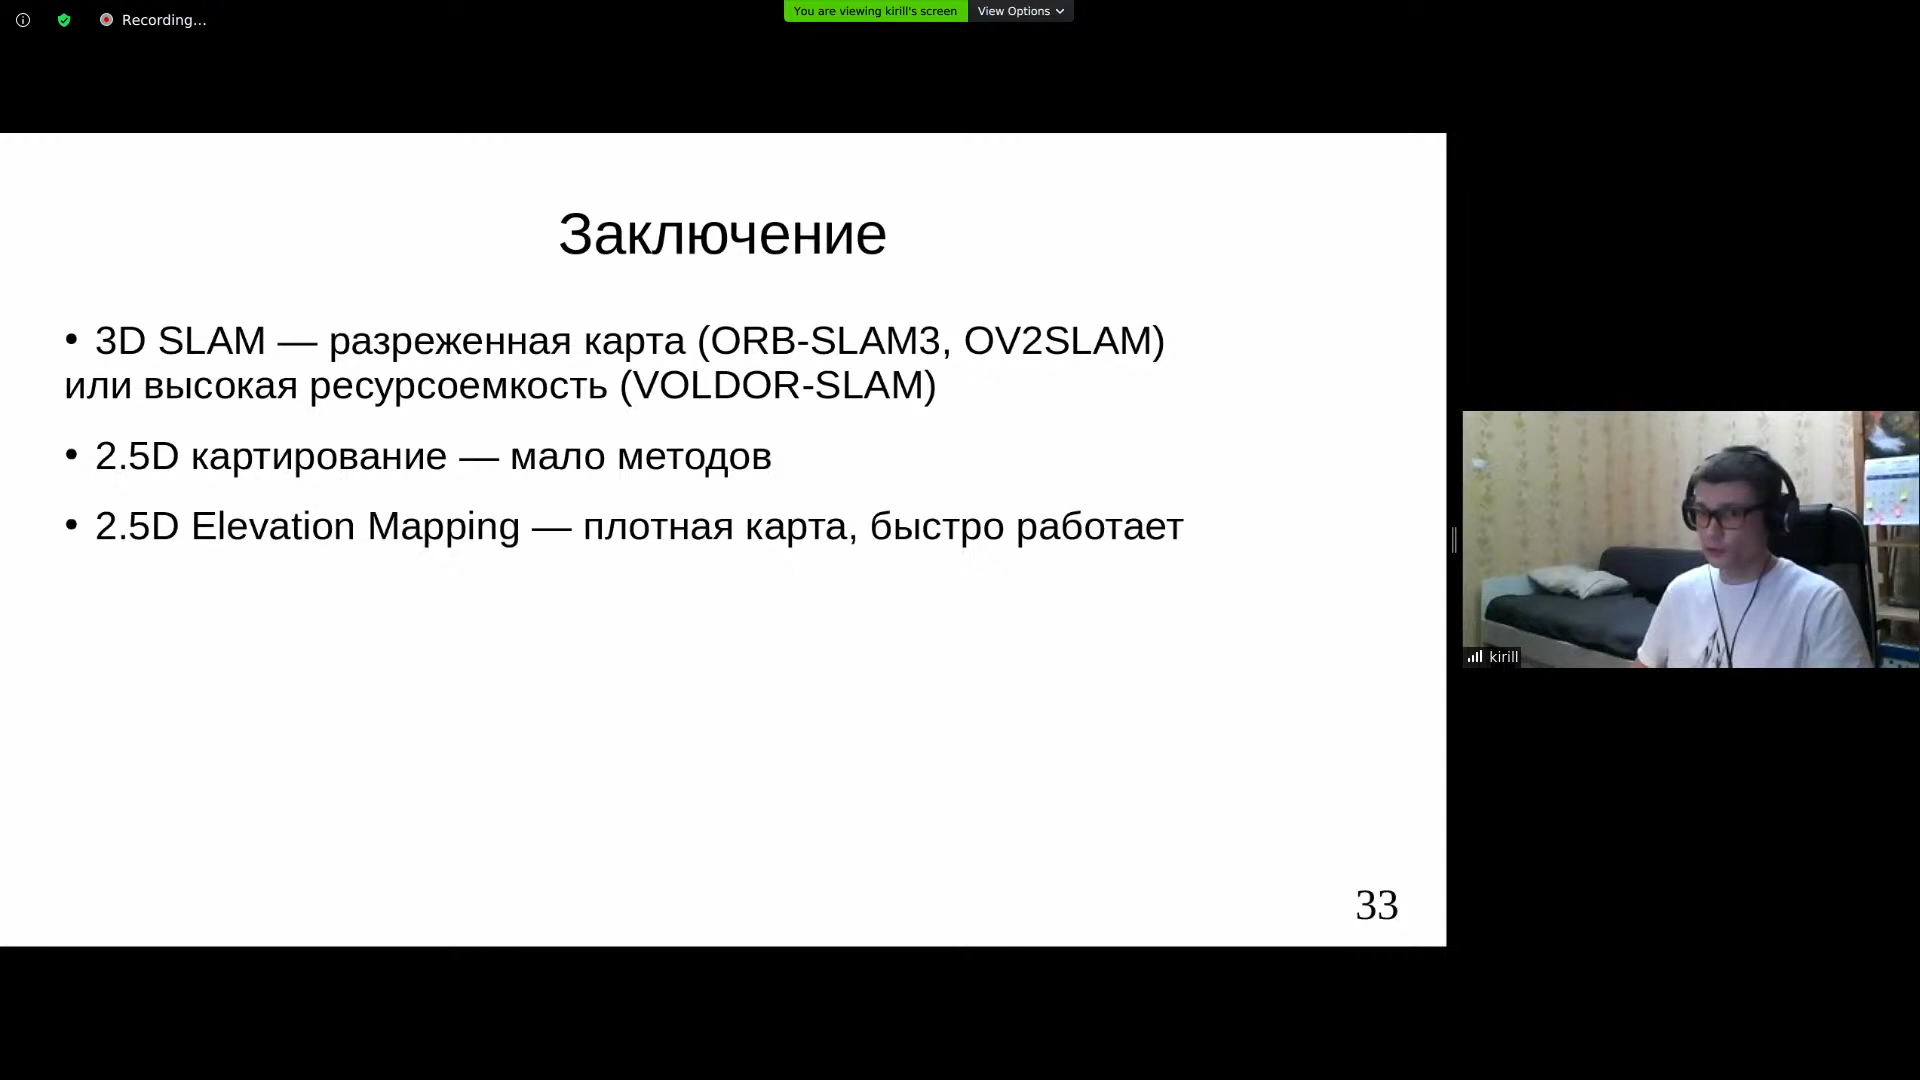 Recording...
You are viewing kirill's screen View Options
Заключение
• 3D SLAM — разреженная карта (ORB-SLAM3, OV2SLAM)
или высокая ресурсоемкость (VOLDOR-SLAM)
• 2.5D картирование — мало методов
• 2.5D Elevation Mapping — плотная карта, быстро работает
kirill
33